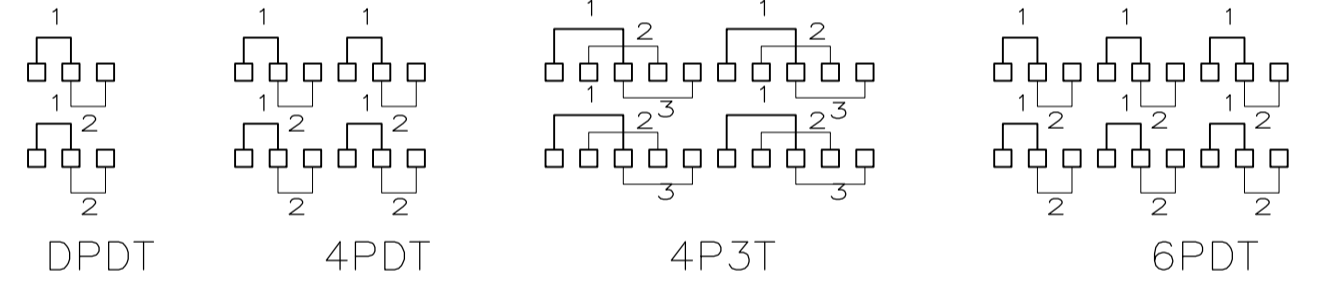 1 1 1 1 2 1 2 1 1 1
1 2 1 2 1 2 1 3 2 1 3 2 1 2 1 2 1 2
2 2 2 3 3 2 2 2
DPDT 4PDT 4P3T 6PDT